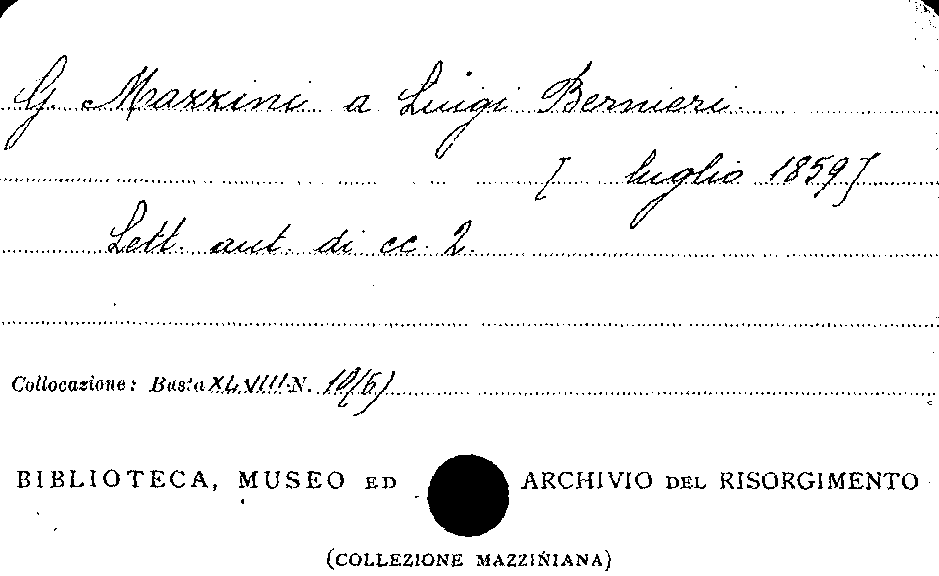 G. Mazzini a Luigi Bernieri.
[ luglio 1859]
Lett. aut. di cc. 2.
Collocazione: Busta XLVIII N. 10(6)
BIBLIOTECA, MUSEO ED ARCHIVIO DEL RISORGIMENTO
(COLLEZIONE MAZZINIANA)